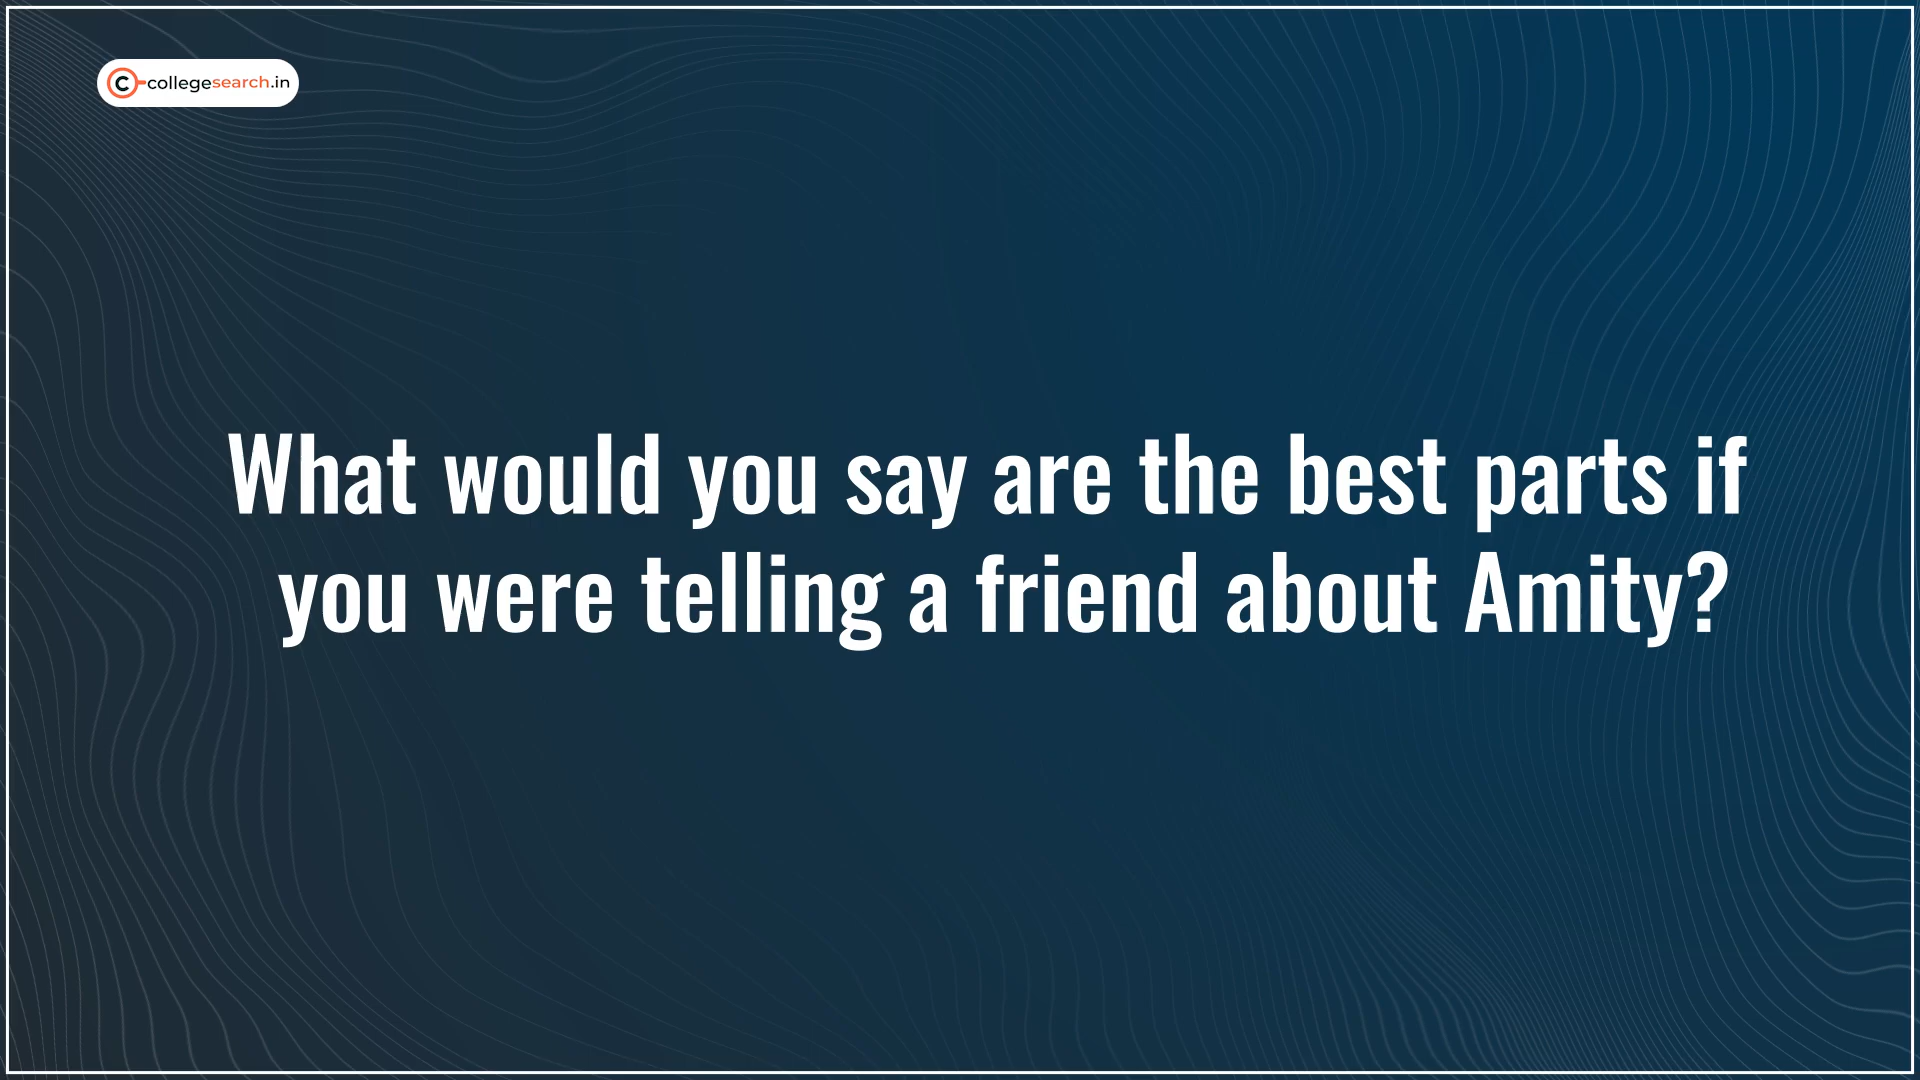 collegesearch.in
What would you say are the best parts if
you were telling a friend about Amity?